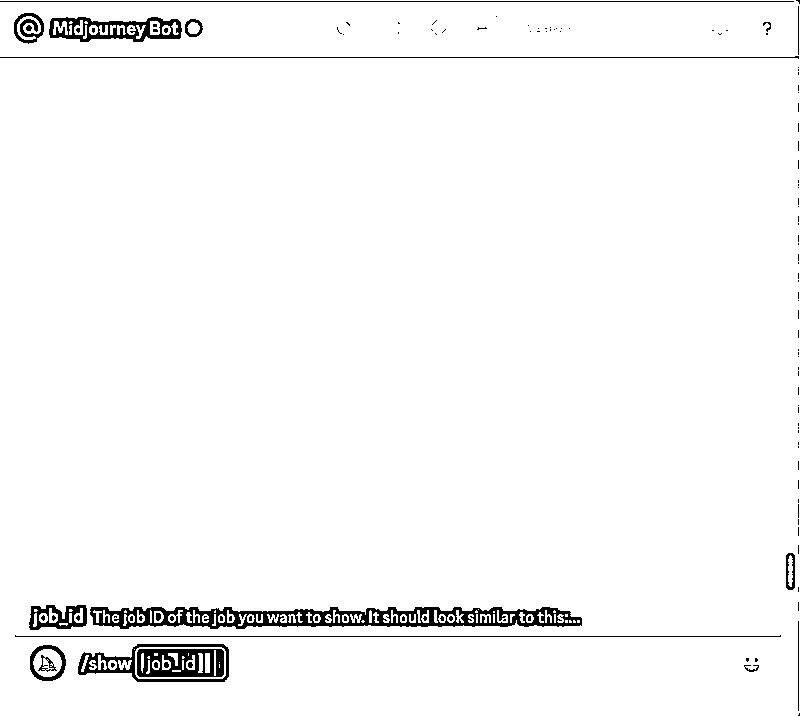 @ Midjourney Bot
?
job_id The job ID of the job you want to show. It should look similar to this:...
/show job_id